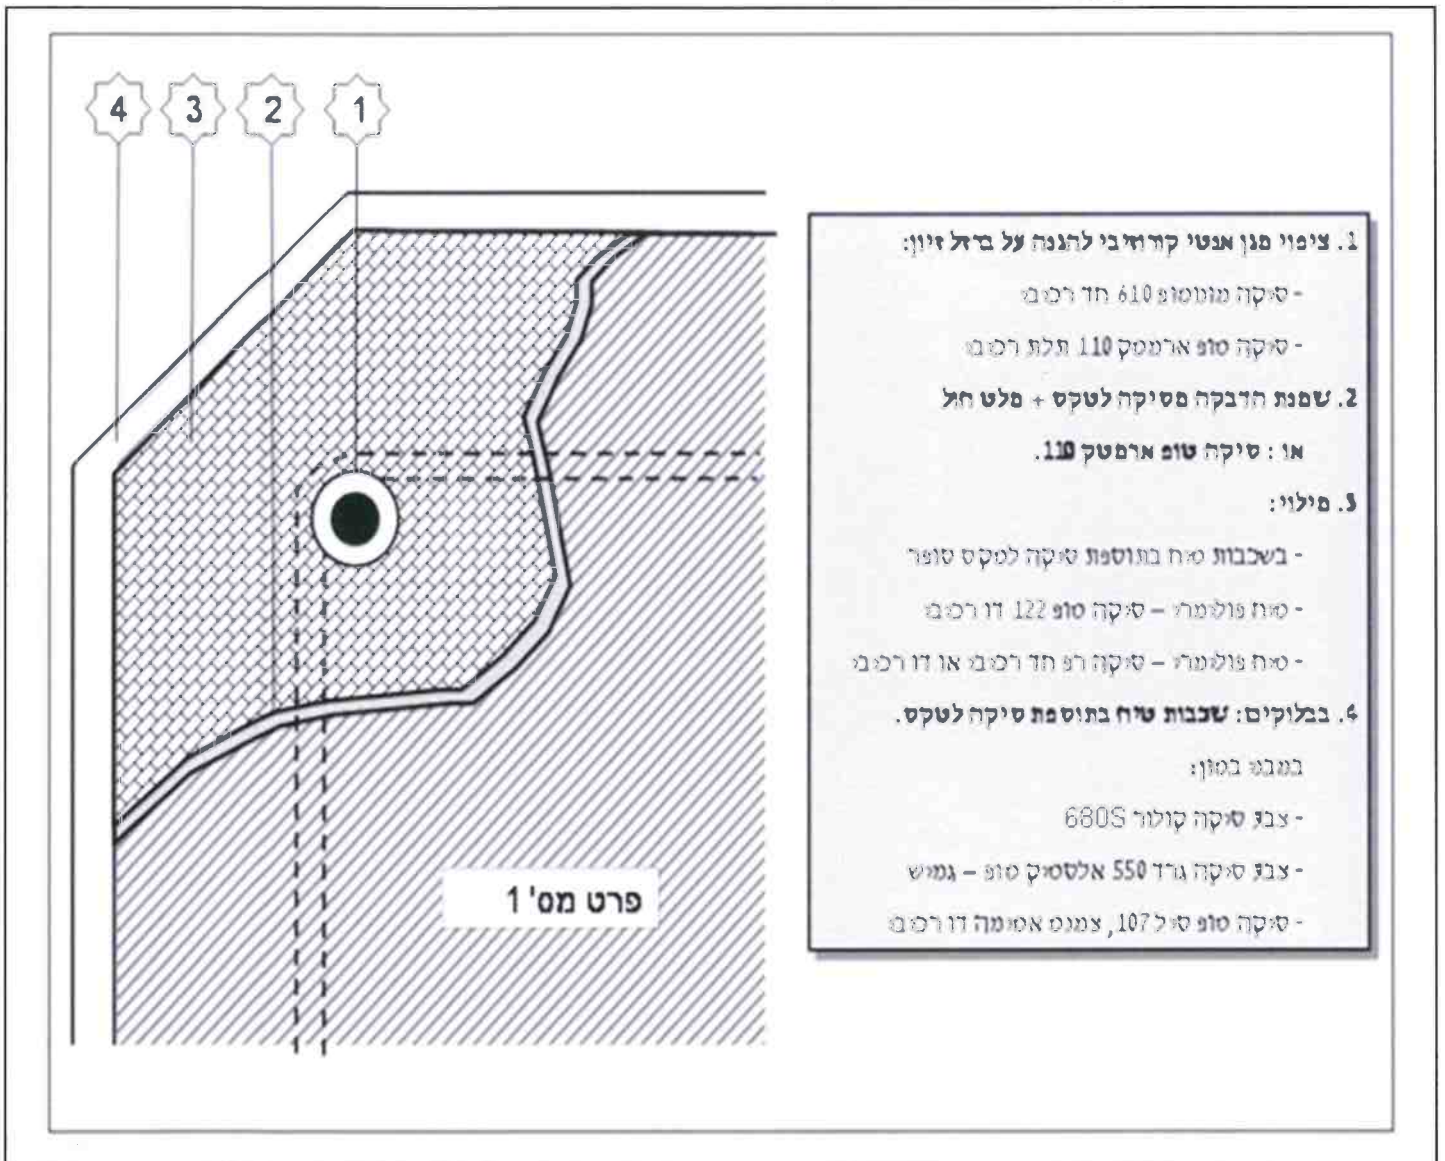 4 3 2 1
1. ציפוי מגן אנטי קורוזיבי להגנה על ברזל זיון:
- סיקה מונוטופ 610 חד רכיבי
- סיקה טופ ארמטק 110 תלת רכיבי
2. שמנת הדבקה מסיקה לטקס + מלט חול
או : סיקה טופ ארמטק 110.
3. מילוי:
- בשכבות טיח בתוספת סיקה לטקס סופר
- טיח פולימרי – סיקה טופ 122 דו רכיבי
- טיח פולימרי – סיקה רפ חד רכיבי או דו רכיבי
4. בבלוקים: שכבות טיח בתוספת סיקה לטקס.
במבט בטון:
- צבע סיקה קולור 680S
- צבע סיקה גרד 550 אלסטיק טופ – גמיש
- סיקה טופ סיל 107, צמנט אטימה דו רכיבי
פרט מס' 1